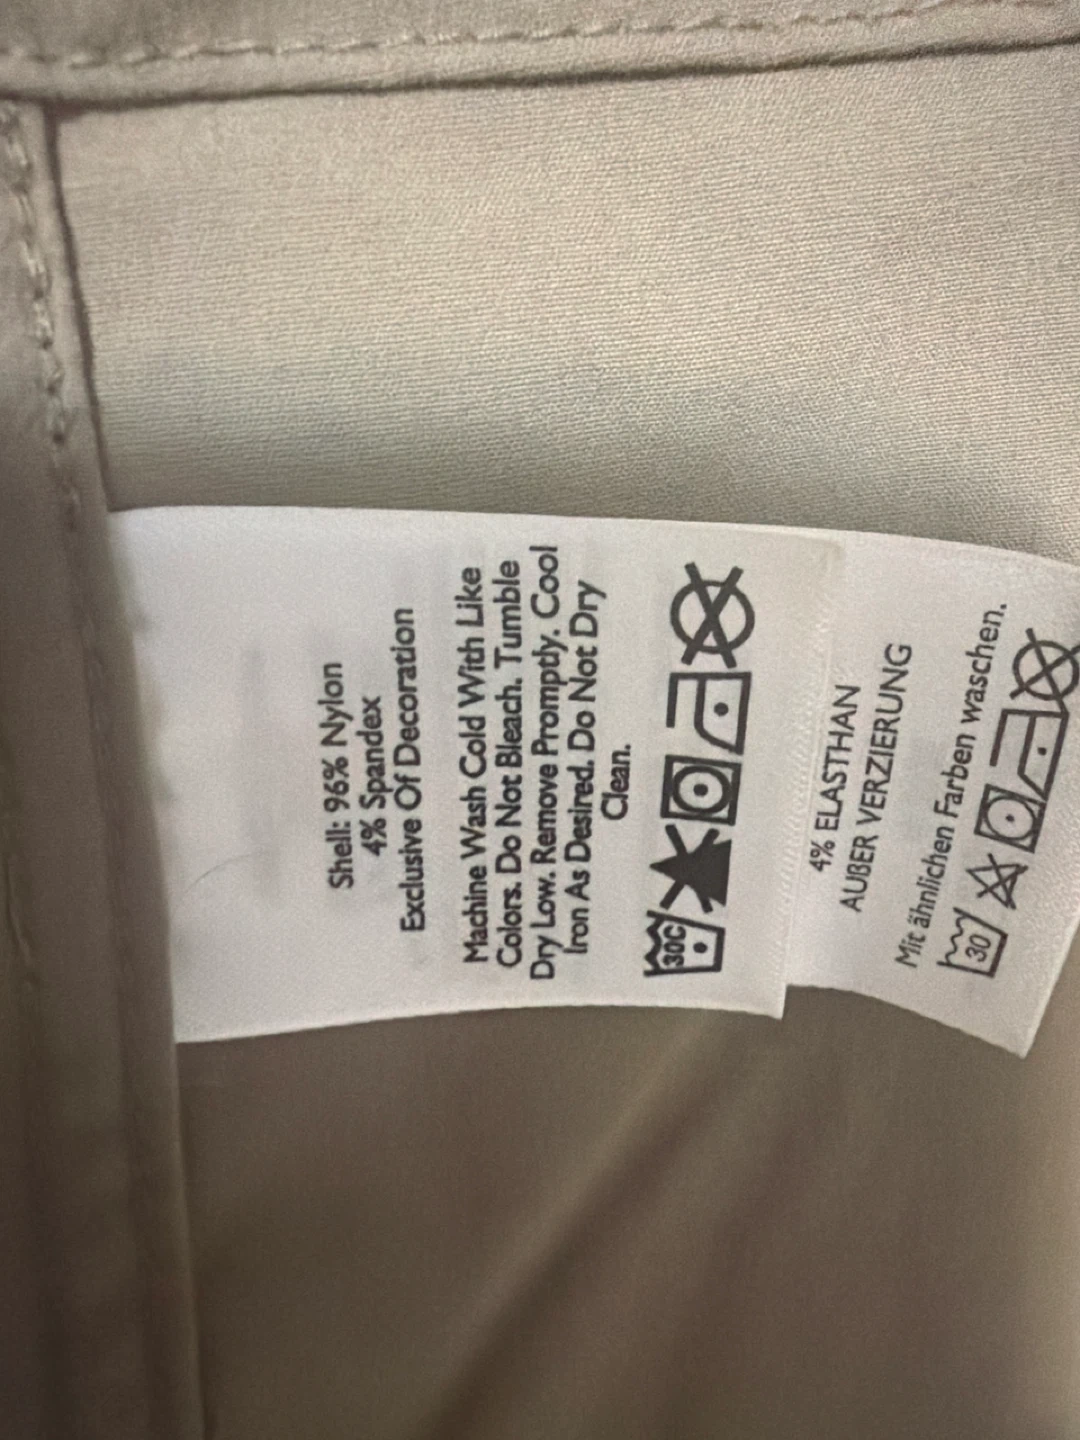 Shell: 96% Nylon
4% Spandex
Exclusive Of Decoration
Machine Wash Cold With Like
Colors. Do Not Bleach. Tumble
Dry Low. Remove Promptly. Cool
Iron As Desired. Do Not Dry
Clean.
30C
4% ELASTHAN
AUßER VERZIERUNG
Mit ähnlichen Farben waschen.
30